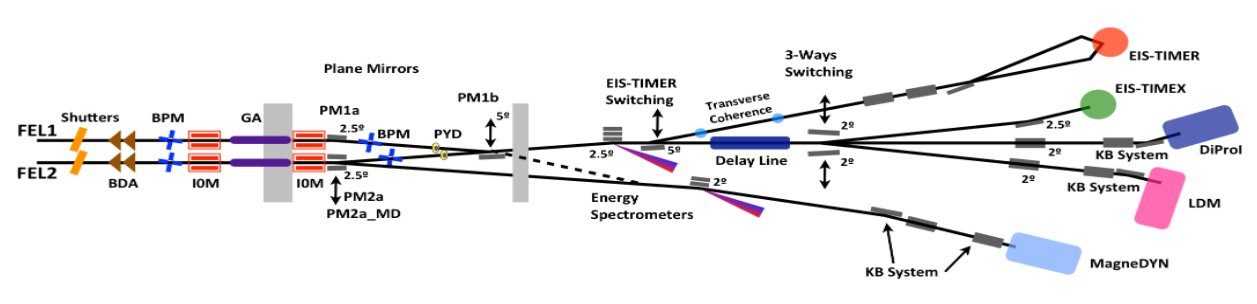 Plane Mirrors
Shutters
BPM
GA
PM1a
2.5º
BPM
PYD
PM1b
5º
EIS-TIMER
Switching
Transverse
Coherence
3-Ways
Switching
EIS-TIMER
EIS-TIMEX
FEL1
FEL2
BDA
I0M
I0M
2.5º
PM2a
PM2a_MD
2.5º
5º
Delay Line
2º
2º
2.5º
2º
KB System
DiProI
2º
KB System
LDM
Energy
Spectrometers
2º
KB System
MagneDYN